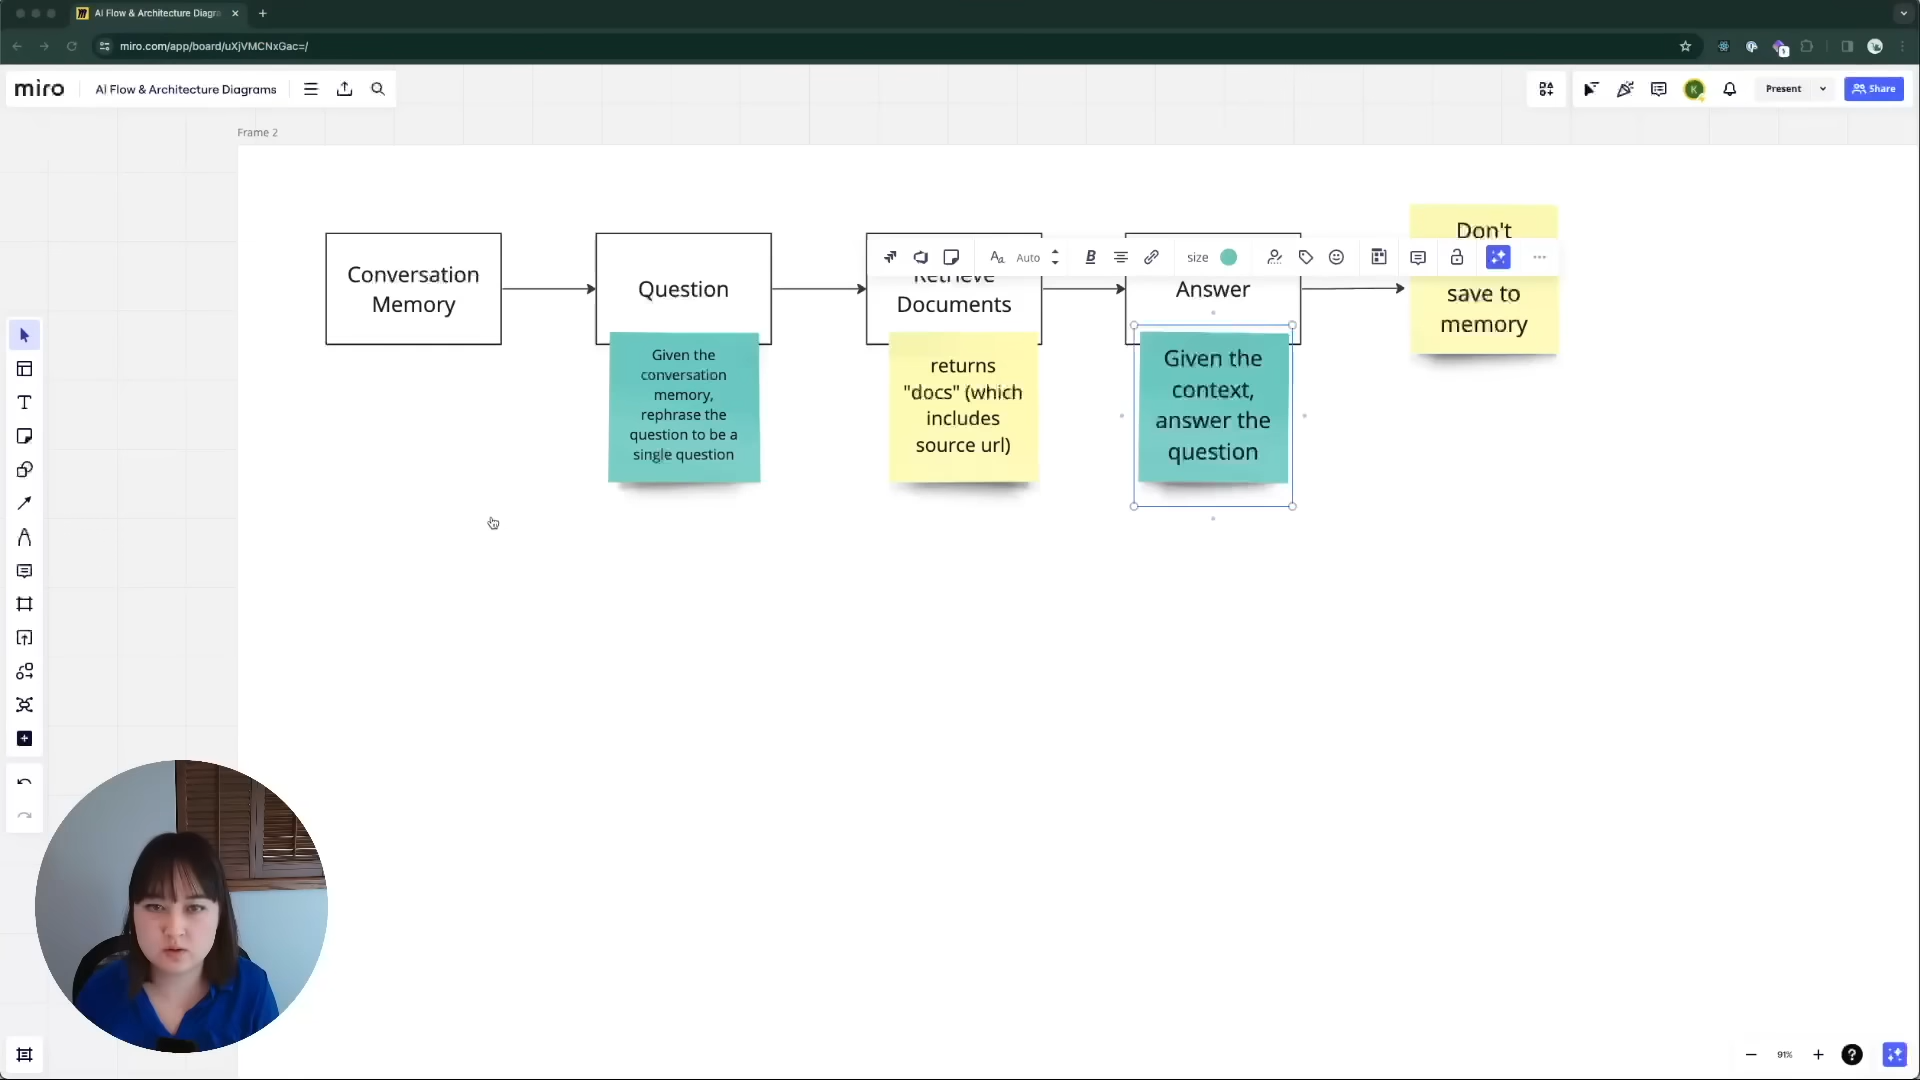 AI Flow & Architecture Diagra
miro.com/app/board/uXjVMCNxGac=/
miro
AI Flow & Architecture Diagrams
K
Present
Share
Frame 2
Conversation
Memory
Question
Given the
conversation
memory,
rephrase the
question to be a
single question
Auto
B
size
Retrieve
Documents
returns
"docs" (which
includes
source url)
Answer
Given the
context,
answer the
question
Don't
save to
memory
91%